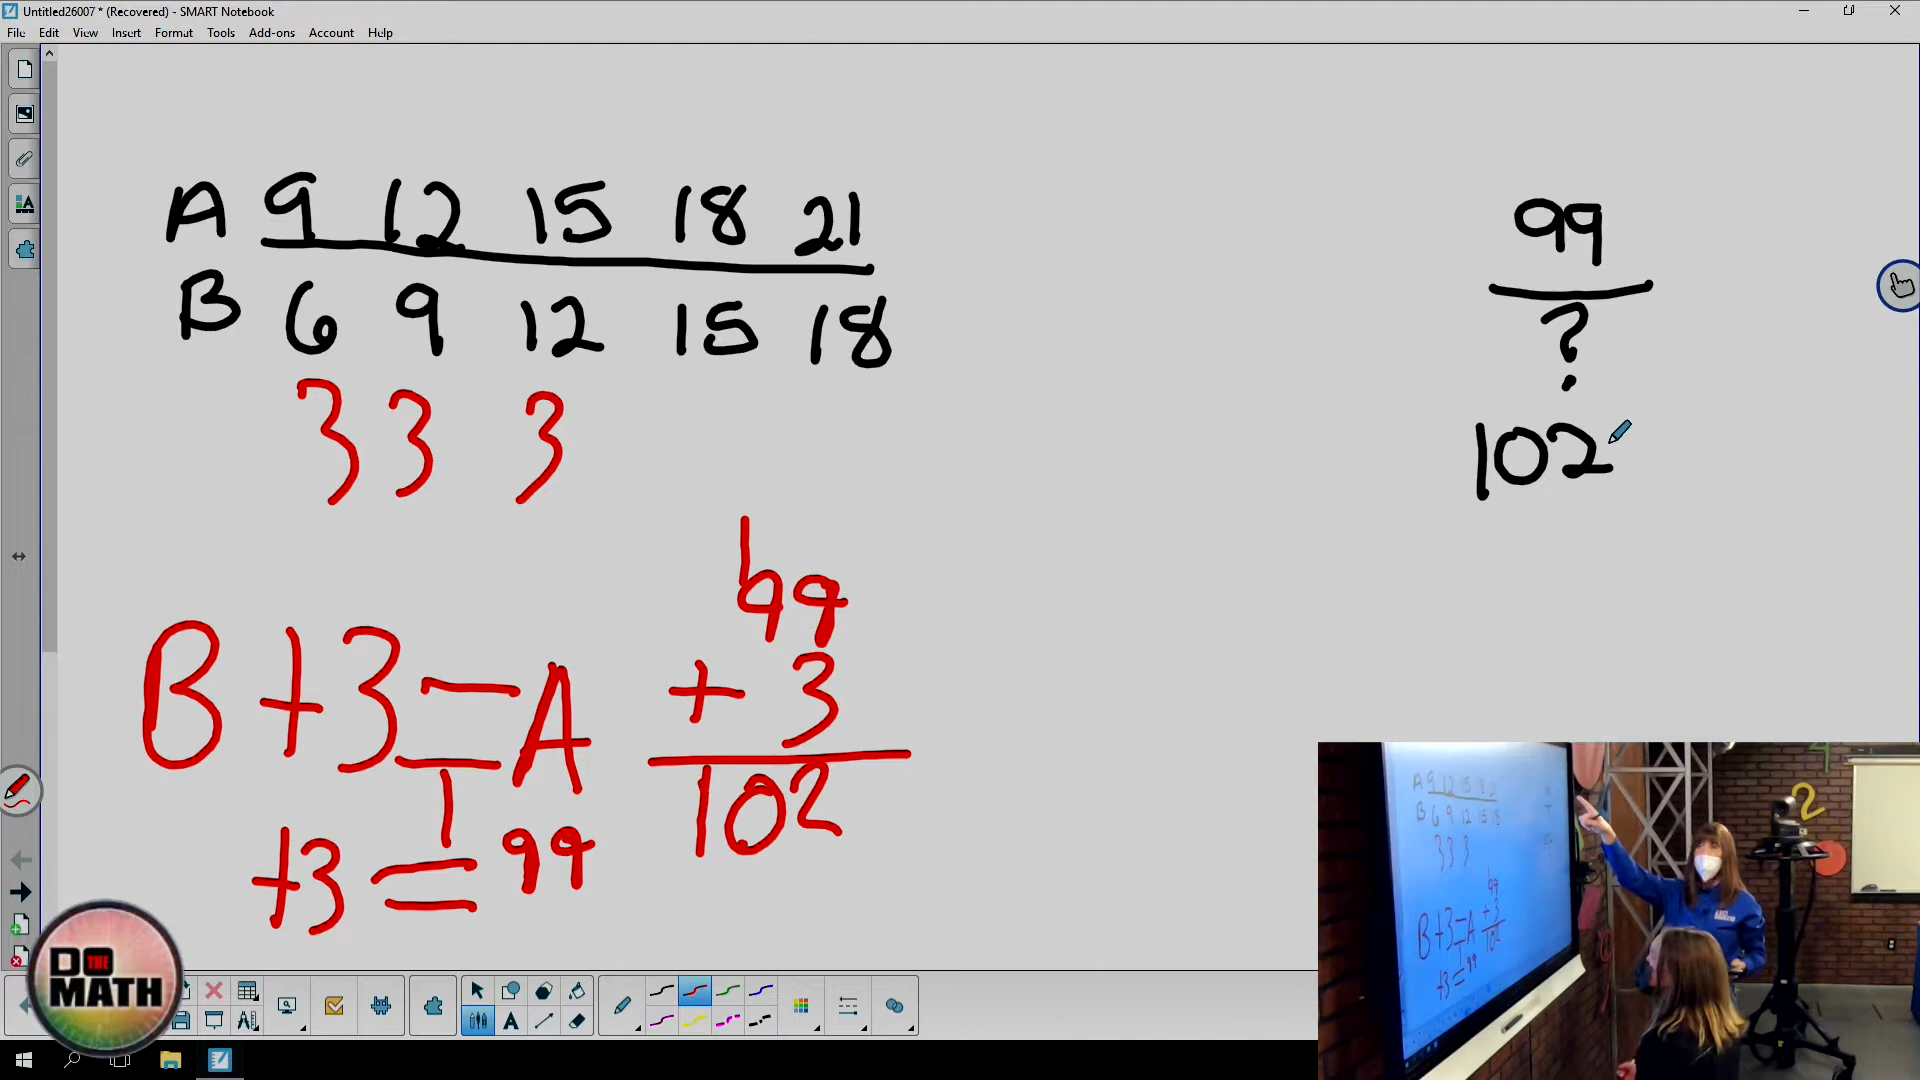 Untitled26007 * (Recovered) - SMART Notebook
File Edit View Insert Format Tools Add-ons Account Help
A 9 12 15 18 21
B 6 9 12 15 18
3 3 3
99
?
102
99
+ 3
102
B+3=A
+3 = 99
DO THE MATH